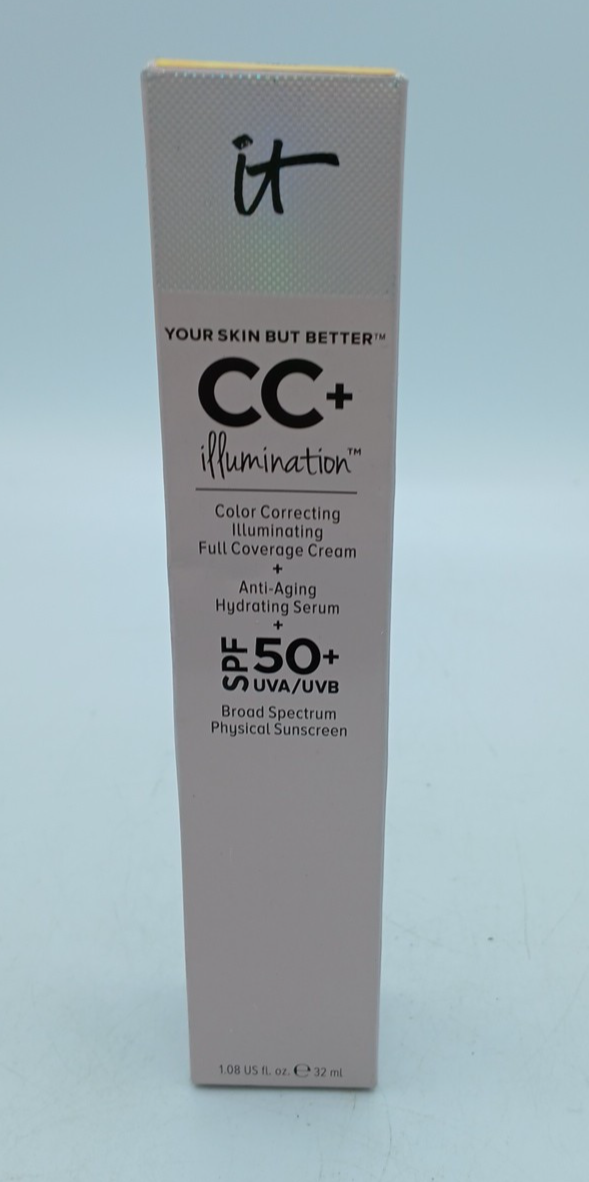 it
YOUR SKIN BUT BETTER™
CC+
illumination™
Color Correcting
Illuminating
Full Coverage Cream
+
Anti-Aging
Hydrating Serum
+
SPF 50+
UVA/UVB
Broad Spectrum
Physical Sunscreen
1.08 US fl. oz. ℮ 32 ml